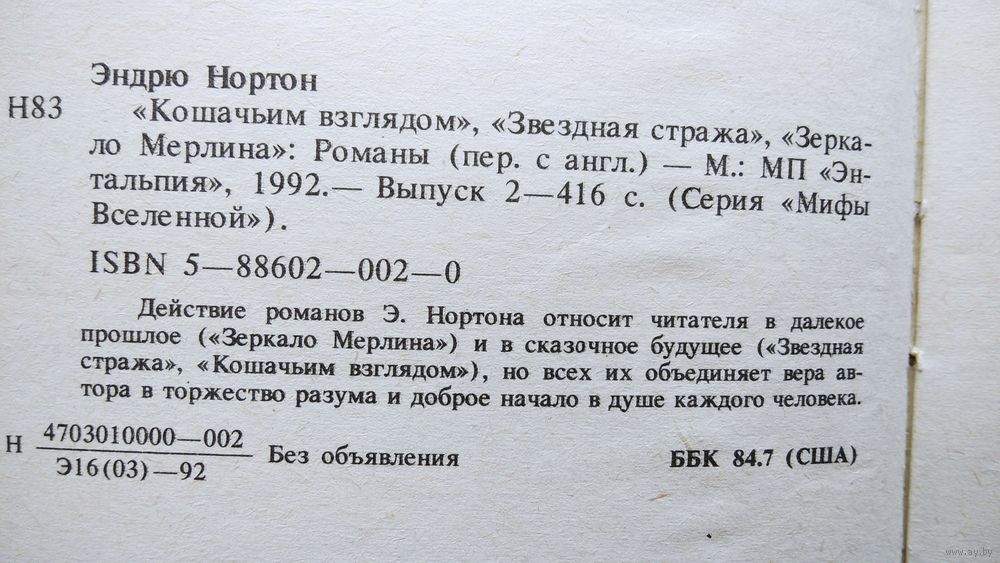 Эндрю Нортон
Н83
«Кошачьим взглядом», «Звездная стража», «Зерка-
ло Мерлина»: Романы (пер. с англ.) — М.: МП «Эн-
тальпия», 1992.— Выпуск 2—416 с. (Серия «Мифы
Вселенной»).
ISBN 5—88602—002—0
Действие романов Э. Нортона относит читателя в далекое
прошлое («Зеркало Мерлина») и в сказочное будущее («Звездная
стража», «Кошачьим взглядом»), но всех их объединяет вера ав-
тора в торжество разума и доброе начало в душе каждого человека.
Н 4703010000—002
Э16(03)—92
Без объявления
ББК 84.7 (США)
www.ay.by